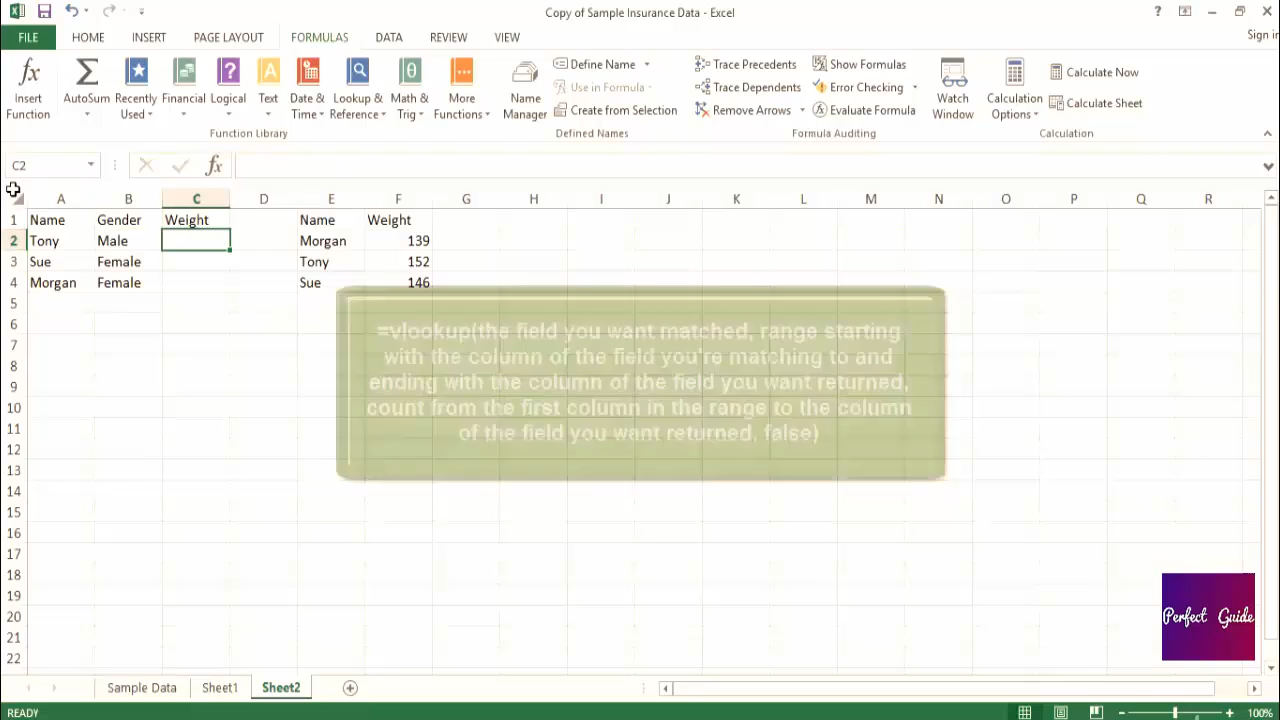 Copy of Sample Insurance Data - Excel
?
Sign in
FILE HOME INSERT PAGE LAYOUT FORMULAS DATA REVIEW VIEW
fx Insert Function
Σ AutoSum
Recently Used
Financial
? Logical
A Text
Date & Time
Lookup & Reference
θ Math & Trig
More Functions
Name Manager
Define Name
Use in Formula
Create from Selection
Trace Precedents
Trace Dependents
Remove Arrows
Show Formulas
Error Checking
Evaluate Formula
Watch Window
Calculation Options
Calculate Now
Calculate Sheet
Function Library Defined Names Formula Auditing Calculation
C2 fx
A B C D E F G H I J K L M N O P Q R
1 Name Gender Weight Name Weight
2 Tony Male Morgan 139
3 Sue Female Tony 152
4 Morgan Female Sue 146
5
6
7
8
9
10
11
12
13
14
15
16
17
18
19
20
21
22
=vlookup(the field you want matched, range starting
with the column of the field you're matching to and
ending with the column of the field you want returned,
count from the first column in the range to the column
of the field you want returned, false)
Perfect Guide
Sample Data Sheet1 Sheet2
READY 100%